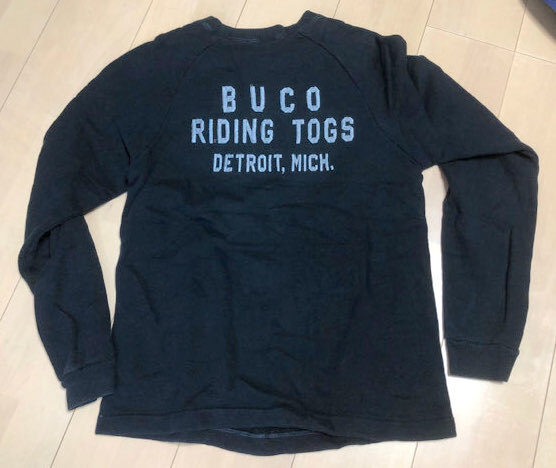 BUCO
RIDING TOGS
DETROIT, MICH.